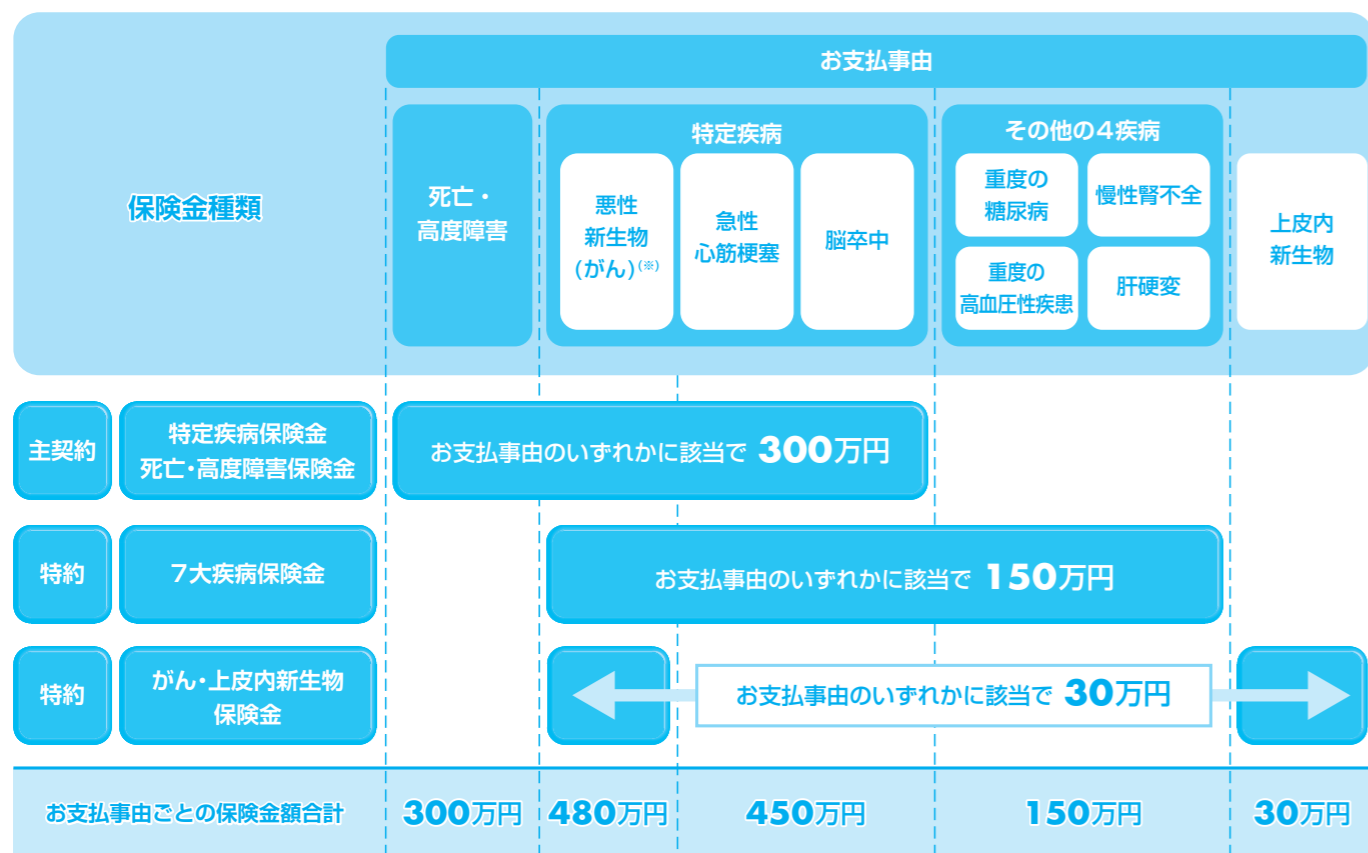 お支払事由
保険金種類
死亡・
高度障害
特定疾病
悪性
新生物
(がん)(※)
急性
心筋梗塞
脳卒中
その他の4疾病
重度の
糖尿病
慢性腎不全
重度の
高血圧性疾患
肝硬変
上皮内
新生物
主契約
特定疾病保険金
死亡・高度障害保険金
お支払事由のいずれかに該当で 300万円
特約
7大疾病保険金
お支払事由のいずれかに該当で 150万円
特約
がん・上皮内新生物
保険金
お支払事由のいずれかに該当で 30万円
お支払事由ごとの保険金額合計
300万円
480万円
450万円
150万円
30万円